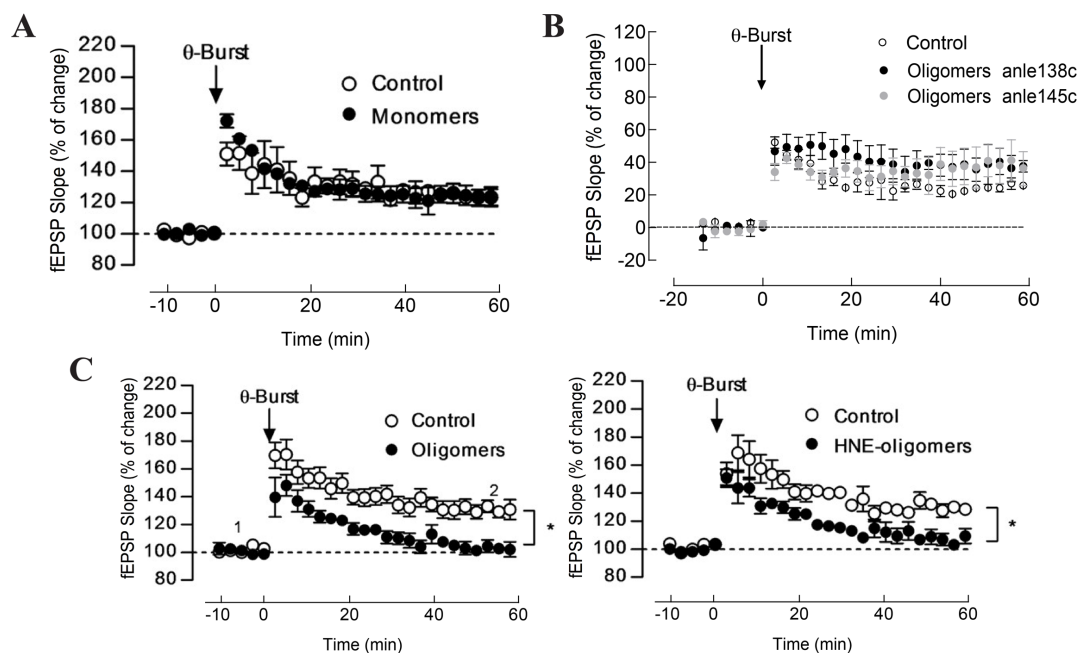 A
fEPSP Slope (% of change)
220
200
180
160
140
120
100
80
θ-Burst
Control
Monomers
-10 0 20 40 60
Time (min)
B
fEPSP Slope (% of change)
120
100
80
60
40
20
0
-20
θ-Burst
Control
Oligomers anle138c
Oligomers anle145c
-20 0 20 40 60
Time (min)
C
fEPSP Slope (% of change)
220
200
180
160
140
120
100
80
θ-Burst
Control
Oligomers
1
2
*
-10 0 20 40 60
Time (min)
fEPSP Slope (% of change)
220
200
180
160
140
120
100
80
θ-Burst
Control
HNE-oligomers
*
-10 0 20 40 60
Time (min)